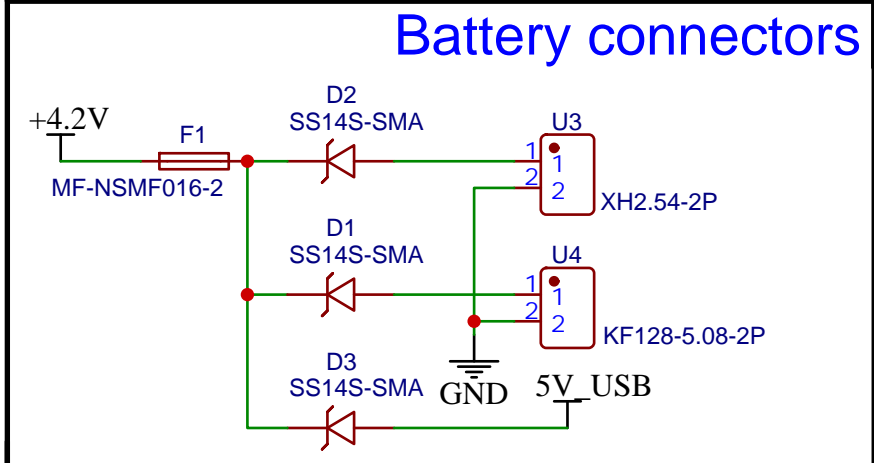 Battery connectors
+4.2V
F1
MF-NSMF016-2
D2
SS14S-SMA
U3
1
2
1
2
XH2.54-2P
D1
SS14S-SMA
U4
1
2
1
2
KF128-5.08-2P
D3
SS14S-SMA
GND
5V_USB